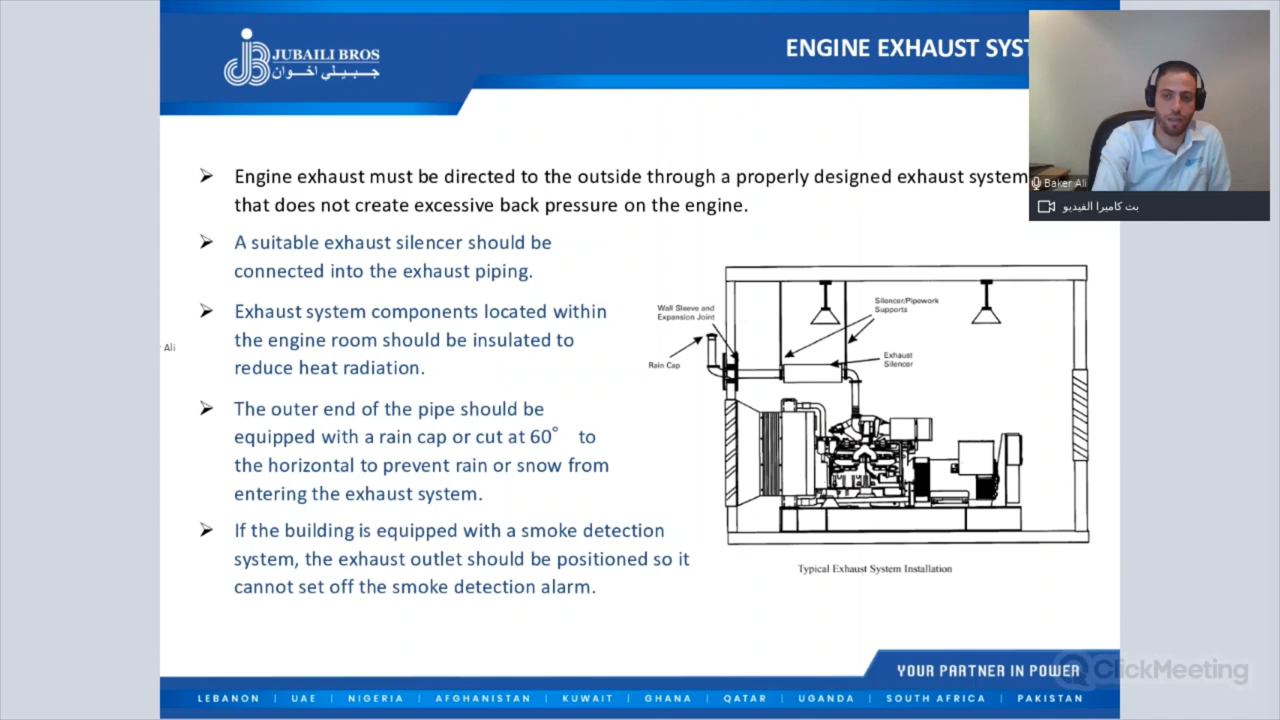 JUBAILI BROS
جبيلي اخوان
ENGINE EXHAUST SYST
Baker Ali
بث كاميرا الفيديو
Engine exhaust must be directed to the outside through a properly designed exhaust system
that does not create excessive back pressure on the engine.
A suitable exhaust silencer should be
connected into the exhaust piping.
Exhaust system components located within
the engine room should be insulated to
reduce heat radiation.
Ali
The outer end of the pipe should be
equipped with a rain cap or cut at 60° to
the horizontal to prevent rain or snow from
entering the exhaust system.
If the building is equipped with a smoke detection
system, the exhaust outlet should be positioned so it
cannot set off the smoke detection alarm.
Wall Sleeve and
Expansion Joint
Silencer/Pipework
Supports
Rain Cap
Exhaust
Silencer
Typical Exhaust System Installation
YOUR PARTNER IN POWER
ClickMeeting
LEBANON | UAE | NIGERIA | AFGHANISTAN | KUWAIT | GHANA | QATAR | UGANDA | SOUTH AFRICA | PAKISTAN